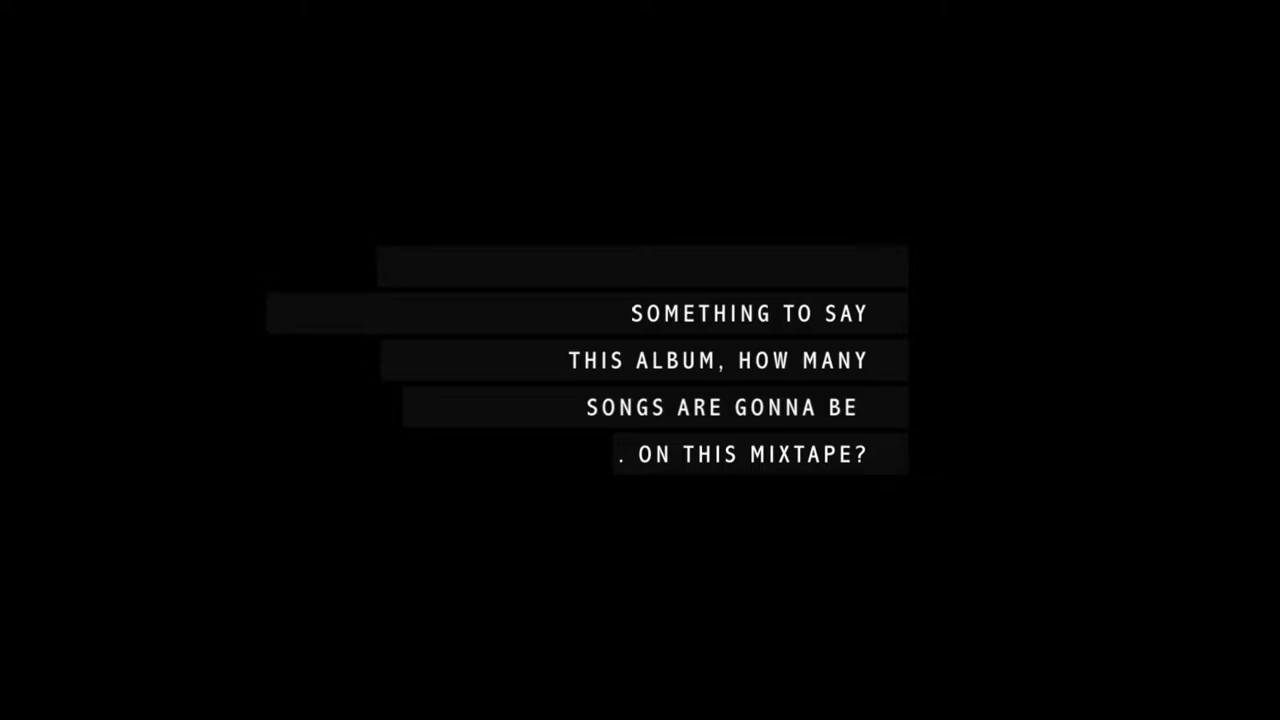 SOMETHING TO SAY
THIS ALBUM, HOW MANY
SONGS ARE GONNA BE
. ON THIS MIXTAPE?